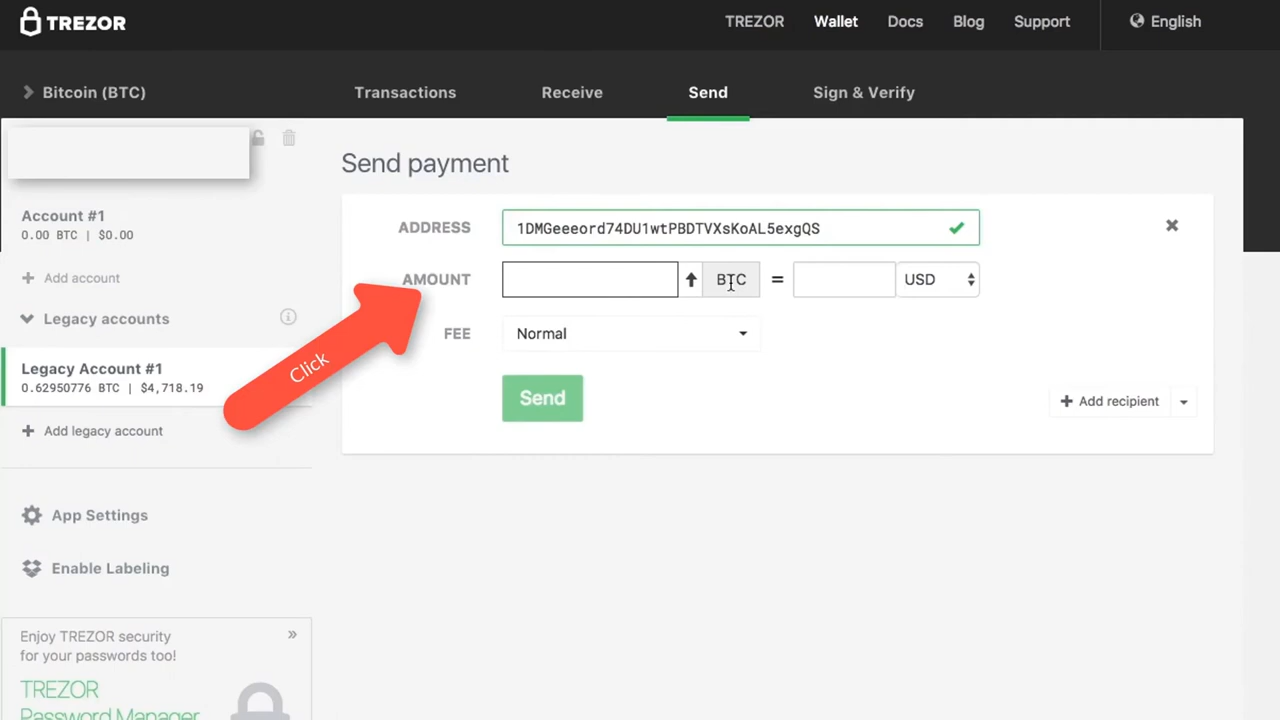 TREZOR
TREZOR Wallet Docs Blog Support English
Bitcoin (BTC)
Transactions Receive Send Sign & Verify
Send payment
Account #1
0.00 BTC | $0.00
Add account
Legacy accounts
Legacy Account #1
0.62950776 BTC | $4,718.19
Add legacy account
App Settings
Enable Labeling
Enjoy TREZOR security
for your passwords too!
TREZOR
Password Manager
ADDRESS 1DMGeeeord74DU1wtPBDTVXsKoAL5exgQS
AMOUNT BTC = USD
FEE Normal
Click
Send
Add recipient